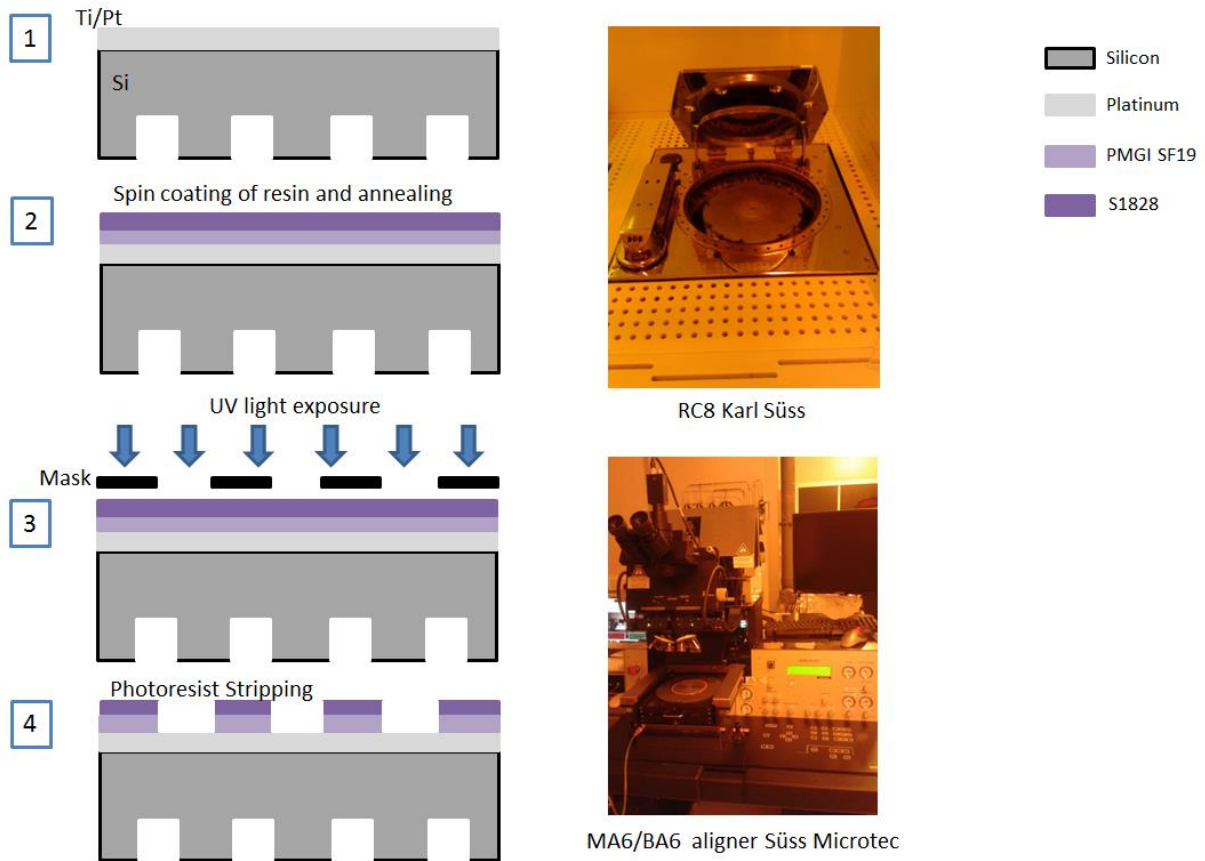 Ti/Pt
1
Si
Spin coating of resin and annealing
2
UV light exposure
Mask
3
Photoresist Stripping
4
RC8 Karl Süss
MA6/BA6 aligner Süss Microtec
Silicon
Platinum
PMGI SF19
S1828